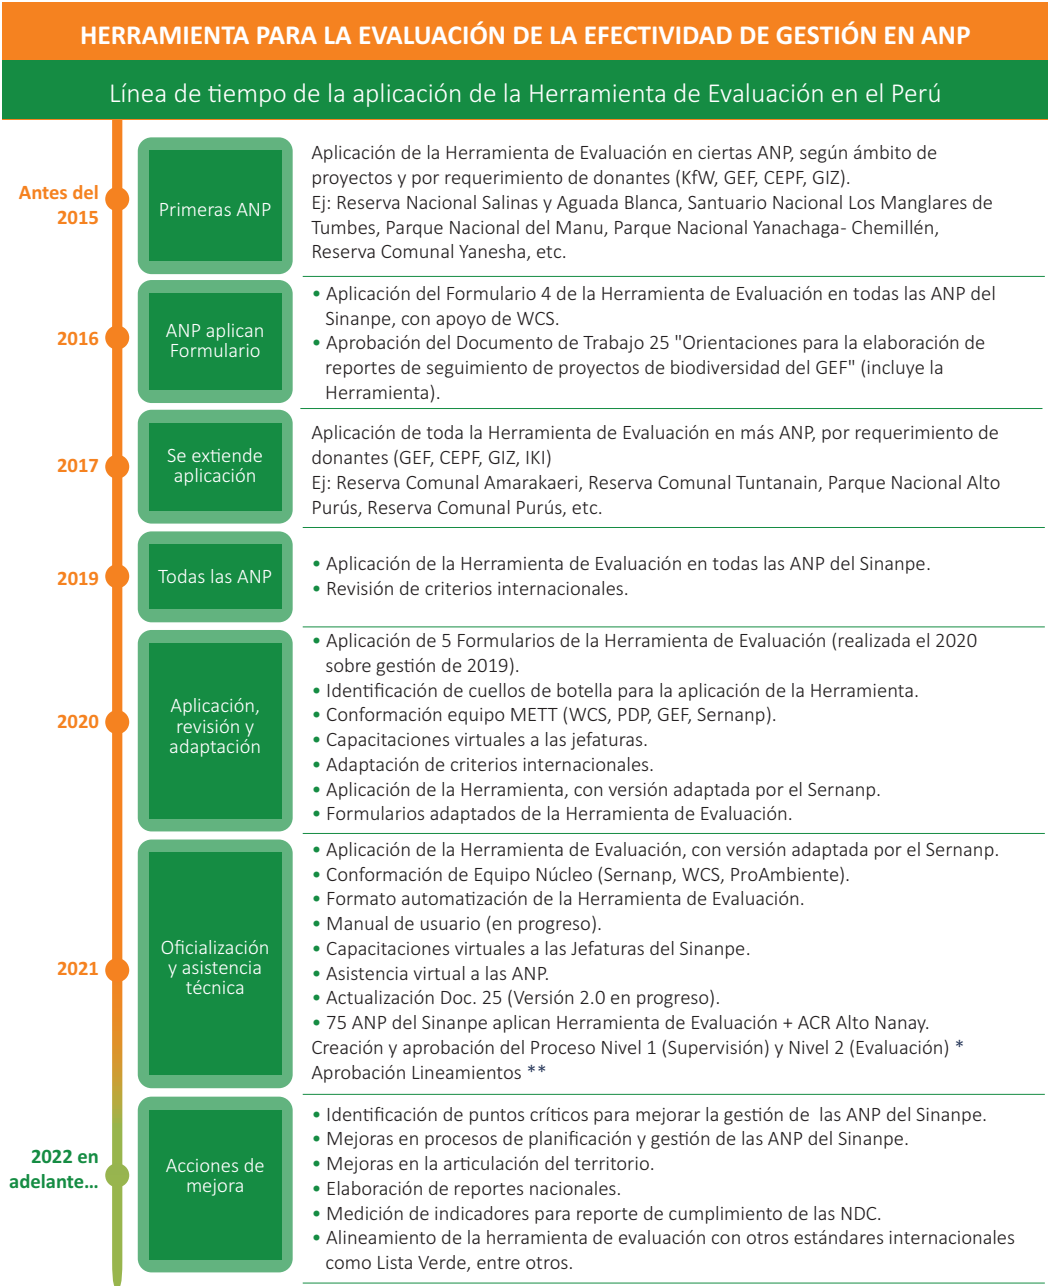 HERRAMIENTA PARA LA EVALUACIÓN DE LA EFECTIVIDAD DE GESTIÓN EN ANP
Línea de tiempo de la aplicación de la Herramienta de Evaluación en el Perú
Antes del
2015
Primeras ANP
Aplicación de la Herramienta de Evaluación en ciertas ANP, según ámbito de
proyectos y por requerimiento de donantes (KfW, GEF, CEPF, GIZ).
Ej: Reserva Nacional Salinas y Aguada Blanca, Santuario Nacional Los Manglares de
Tumbes, Parque Nacional del Manu, Parque Nacional Yanachaga- Chemillén,
Reserva Comunal Yanesha, etc.
2016
ANP aplican
Formulario
• Aplicación del Formulario 4 de la Herramienta de Evaluación en todas las ANP del
Sinanpe, con apoyo de WCS.
• Aprobación del Documento de Trabajo 25 "Orientaciones para la elaboración de
reportes de seguimiento de proyectos de biodiversidad del GEF" (incluye la
Herramienta).
2017
Se extiende
aplicación
Aplicación de toda la Herramienta de Evaluación en más ANP, por requerimiento de
donantes (GEF, CEPF, GIZ, IKI)
Ej: Reserva Comunal Amarakaeri, Reserva Comunal Tuntanain, Parque Nacional Alto
Purús, Reserva Comunal Purús, etc.
2019
Todas las ANP
• Aplicación de la Herramienta de Evaluación en todas las ANP del Sinanpe.
• Revisión de criterios internacionales.
2020
Aplicación,
revisión y
adaptación
• Aplicación de 5 Formularios de la Herramienta de Evaluación (realizada el 2020
sobre gestión de 2019).
• Identificación de cuellos de botella para la aplicación de la Herramienta.
• Conformación equipo METT (WCS, PDP, GEF, Sernanp).
• Capacitaciones virtuales a las jefaturas.
• Adaptación de criterios internacionales.
• Aplicación de la Herramienta, con versión adaptada por el Sernanp.
• Formularios adaptados de la Herramienta de Evaluación.
2021
Oficialización
y asistencia
técnica
• Aplicación de la Herramienta de Evaluación, con versión adaptada por el Sernanp.
• Conformación de Equipo Núcleo (Sernanp, WCS, ProAmbiente).
• Formato automatización de la Herramienta de Evaluación.
• Manual de usuario (en progreso).
• Capacitaciones virtuales a las Jefaturas del Sinanpe.
• Asistencia virtual a las ANP.
• Actualización Doc. 25 (Versión 2.0 en progreso).
• 75 ANP del Sinanpe aplican Herramienta de Evaluación + ACR Alto Nanay.
Creación y aprobación del Proceso Nivel 1 (Supervisión) y Nivel 2 (Evaluación) *
Aprobación Lineamientos **
2022 en
adelante...
Acciones de
mejora
• Identificación de puntos críticos para mejorar la gestión de las ANP del Sinanpe.
• Mejoras en procesos de planificación y gestión de las ANP del Sinanpe.
• Mejoras en la articulación del territorio.
• Elaboración de reportes nacionales.
• Medición de indicadores para reporte de cumplimiento de las NDC.
• Alineamiento de la herramienta de evaluación con otros estándares internacionales
como Lista Verde, entre otros.